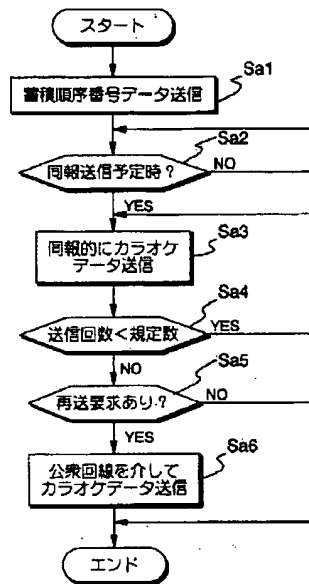 スタート
Sa1
蓄積順序番号データ送信
Sa2
同報送信予定時?
NO
YES
Sa3
同報的にカラオケ
データ送信
Sa4
送信回数<規定数
YES
NO
Sa5
再送要求あり?
NO
YES
Sa6
公衆回線を介して
カラオケデータ送信
エンド